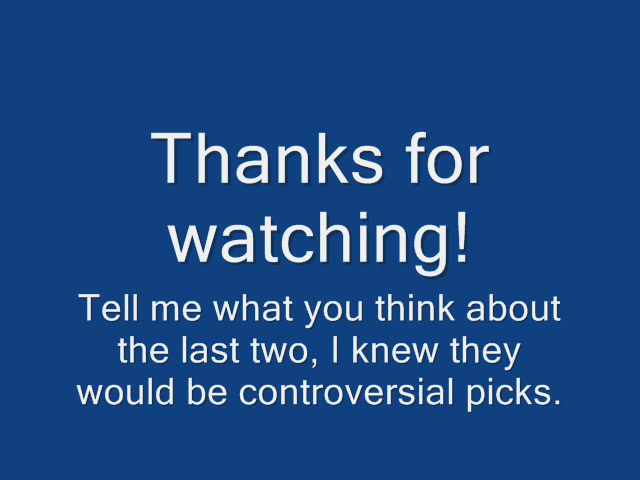 Thanks for
watching!
Tell me what you think about
the last two, I knew they
would be controversial picks.